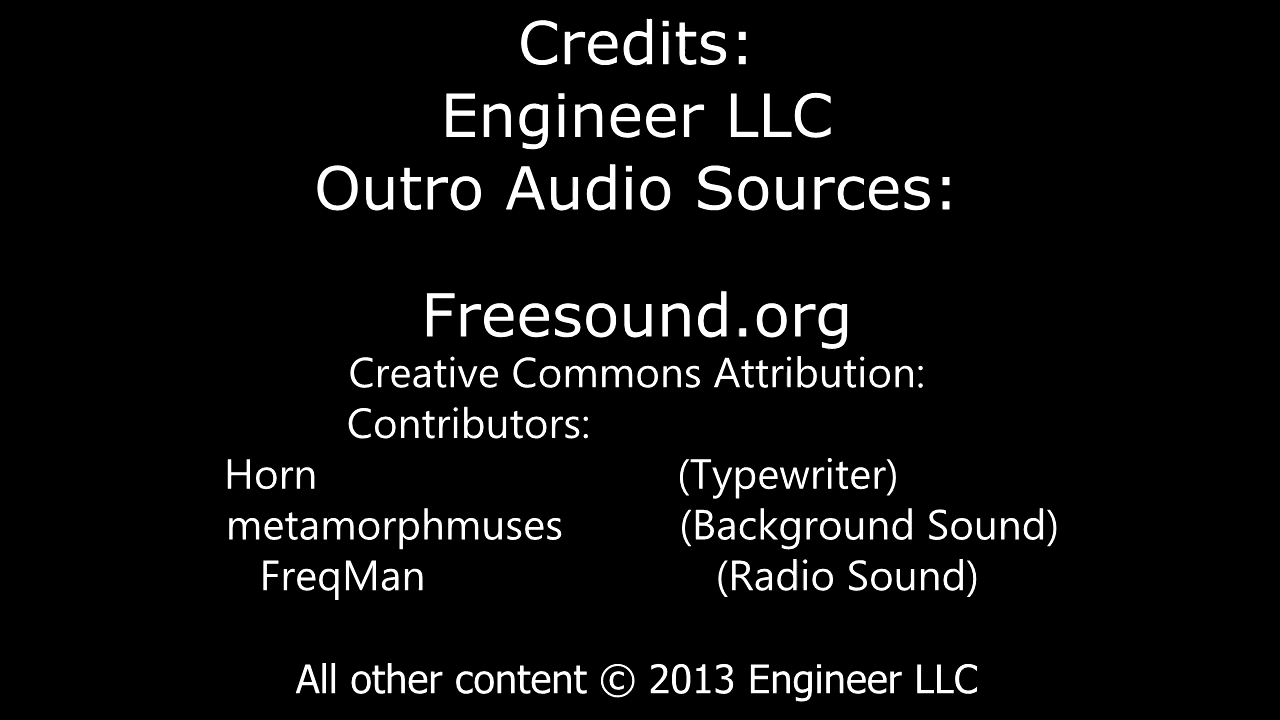 Credits:
Engineer LLC
Outro Audio Sources:
Freesound.org
Creative Commons Attribution:
Contributors:
Horn (Typewriter)
metamorphmuses (Background Sound)
FreqMan (Radio Sound)
All other content © 2013 Engineer LLC